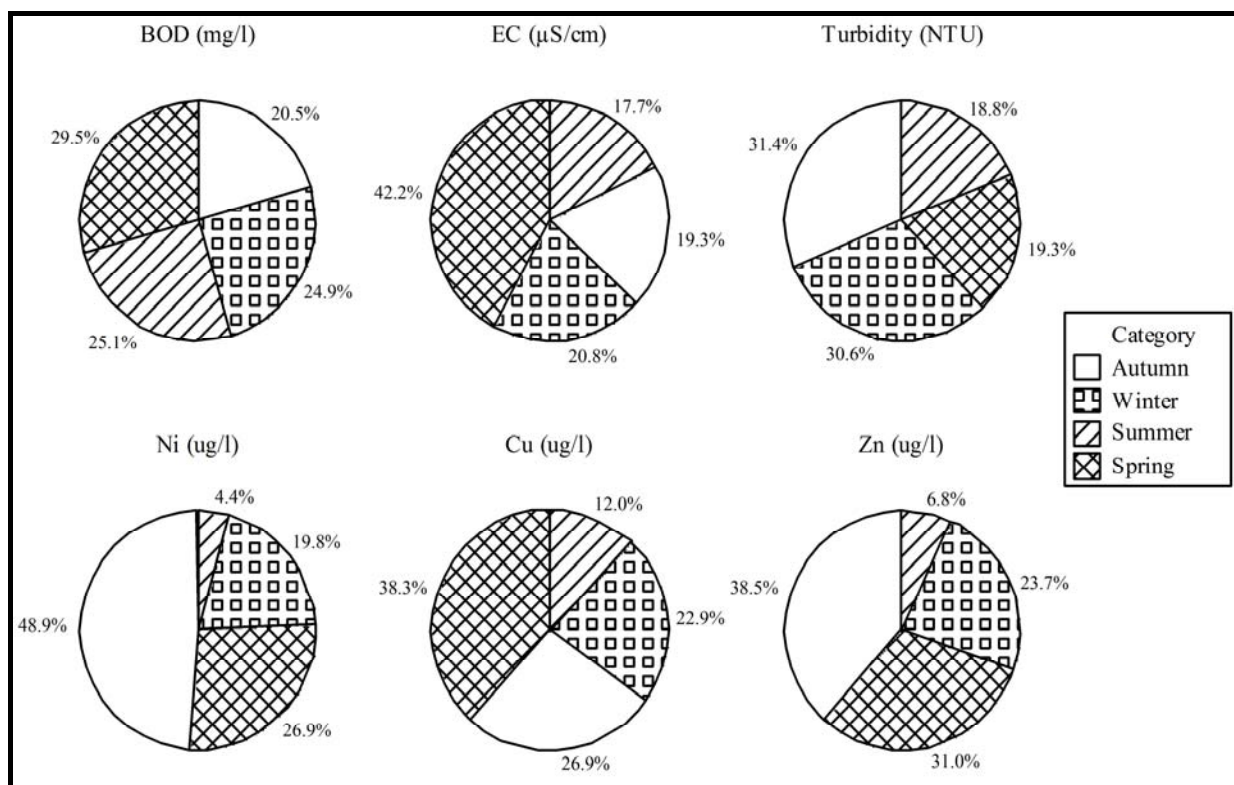 BOD (mg/l)
20.5%
24.9%
25.1%
29.5%
EC (µS/cm)
17.7%
19.3%
20.8%
42.2%
Turbidity (NTU)
18.8%
19.3%
30.6%
31.4%
Ni (ug/l)
4.4%
19.8%
26.9%
48.9%
Cu (ug/l)
12.0%
22.9%
26.9%
38.3%
Zn (ug/l)
6.8%
23.7%
31.0%
38.5%
Category
Autumn
Winter
Summer
Spring